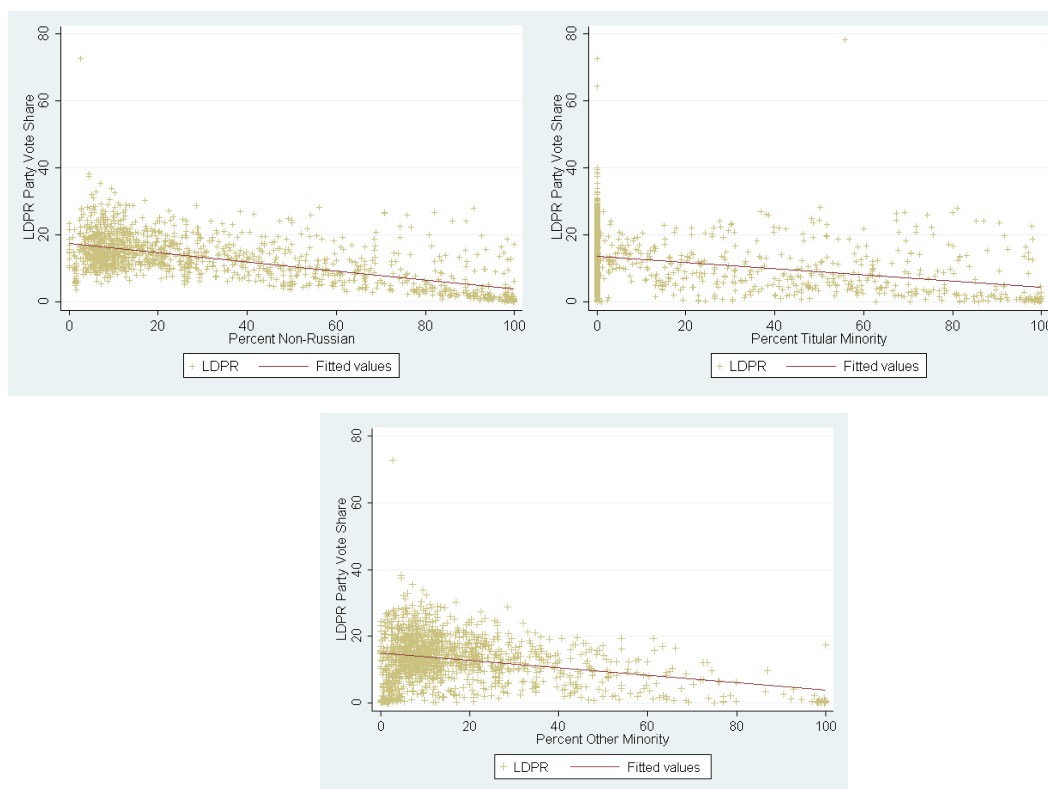 LDPR Party Vote Share
80
60
40
20
0
0 20 40 60 80 100
Percent Non-Russian
LDPR Fitted values
LDPR Party Vote Share
80
60
40
20
0
0 20 40 60 80 100
Percent Titular Minority
LDPR Fitted values
LDPR Party Vote Share
80
60
40
20
0
0 20 40 60 80 100
Percent Other Minority
LDPR Fitted values